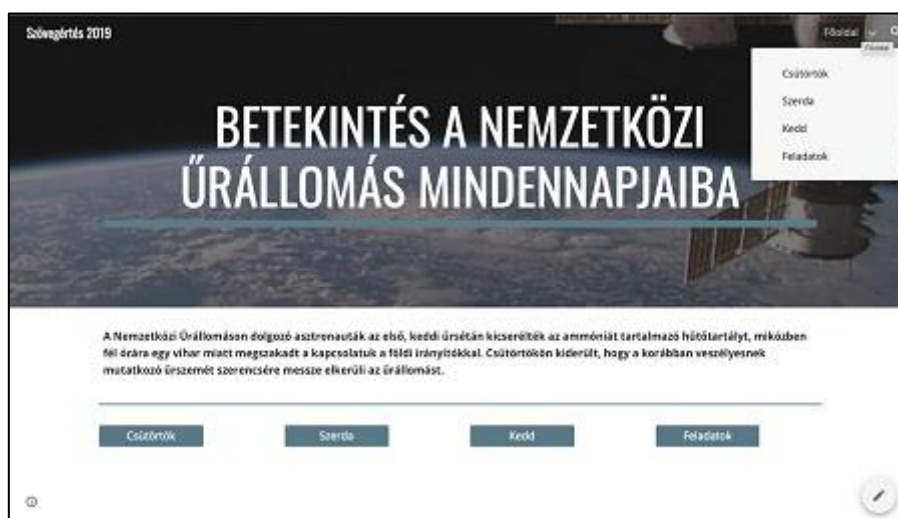 Szövegértés 2019
Főoldal
Csütörtök
Szerda
Kedd
Feladatok
BETEKINTÉS A NEMZETKÖZI
ŰRÁLLOMÁS MINDENNAPJAIBA
A Nemzetközi Űrállomáson dolgozó asztronauták az első, keddi űrsétán kicserélték az ammóniát tartalmazó hűtőtartályt, miközben
fél órára egy vihar miatt megszakadt a kapcsolatuk a földi irányítókkal. Csütörtökön kiderült, hogy a korábban veszélyesnek
mutatkozó űrszemét szerencsére messze elkerüli az űrállomást.
Csütörtök Szerda Kedd Feladatok